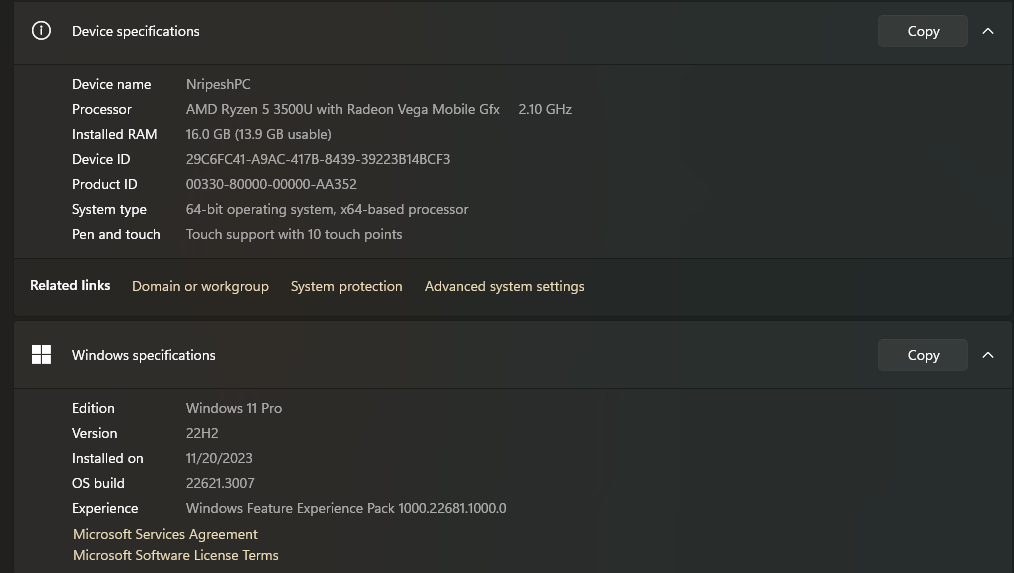 Device specifications Copy
Device name NripeshPC
Processor AMD Ryzen 5 3500U with Radeon Vega Mobile Gfx 2.10 GHz
Installed RAM 16.0 GB (13.9 GB usable)
Device ID 29C6FC41-A9AC-417B-8439-39223B14BCF3
Product ID 00330-80000-00000-AA352
System type 64-bit operating system, x64-based processor
Pen and touch Touch support with 10 touch points
Related links Domain or workgroup System protection Advanced system settings
Windows specifications Copy
Edition Windows 11 Pro
Version 22H2
Installed on 11/20/2023
OS build 22621.3007
Experience Windows Feature Experience Pack 1000.22681.1000.0
Microsoft Services Agreement
Microsoft Software License Terms